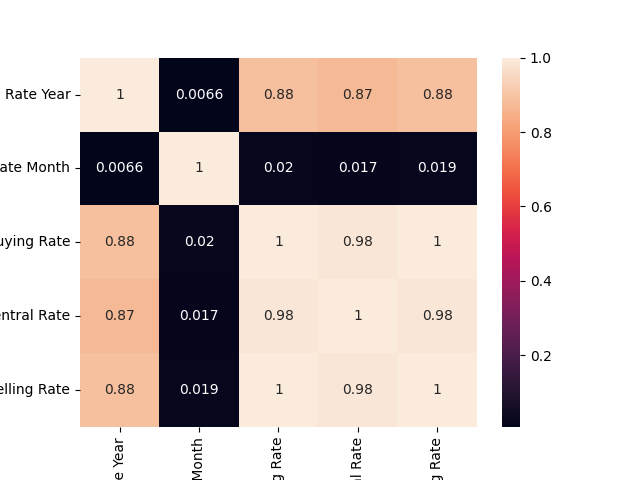 Rate Year 1 0.0066 0.88 0.87 0.88
ate Month 0.0066 1 0.02 0.017 0.019
uying Rate 0.88 0.02 1 0.98 1
entral Rate 0.87 0.017 0.98 1 0.98
elling Rate 0.88 0.019 1 0.98 1
e Year
Month
g Rate
l Rate
g Rate
1.0
0.8
0.6
0.4
0.2